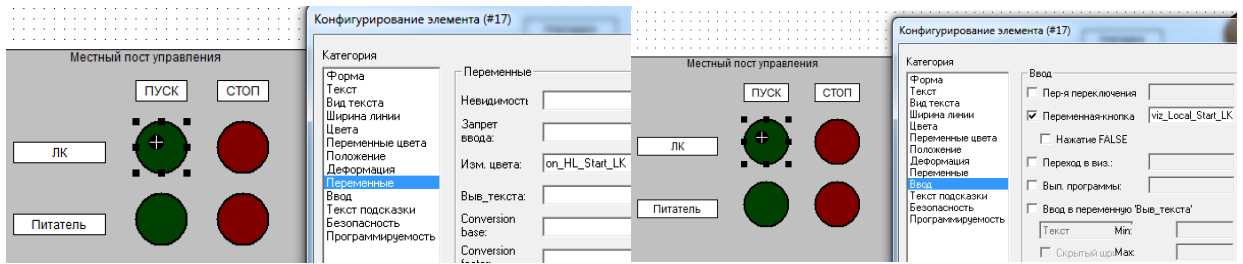 Местный пост управления
ПУСК
СТОП
ЛК
Питатель
Конфигурирование элемента (#17)
Категория
Форма
Текст
Вид текста
Ширина линии
Цвета
Переменные цвета
Положение
Деформация
Переменные
Ввод
Текст подсказки
Безопасность
Программируемость
Переменные
Невидимость
Запрет
ввода:
Изм. цвета: on_HL_Start_LK
Выв_текста:
Conversion
base:
Conversion
Местный пост управления
ПУСК
СТОП
ЛК
Питатель
Конфигурирование элемента (#17)
Категория
Форма
Текст
Вид текста
Ширина линии
Цвета
Переменные цвета
Положение
Деформация
Переменные
Ввод
Текст подсказки
Безопасность
Программируемость
Ввод
Пер-я переключения
Переменная-кнопка viz_Local_Start_LK
Нажатие FALSE
Переход в виз.:
Вып. программы:
Ввод в переменную 'Выв_текста'
Текст Min:
Скрытый Max: